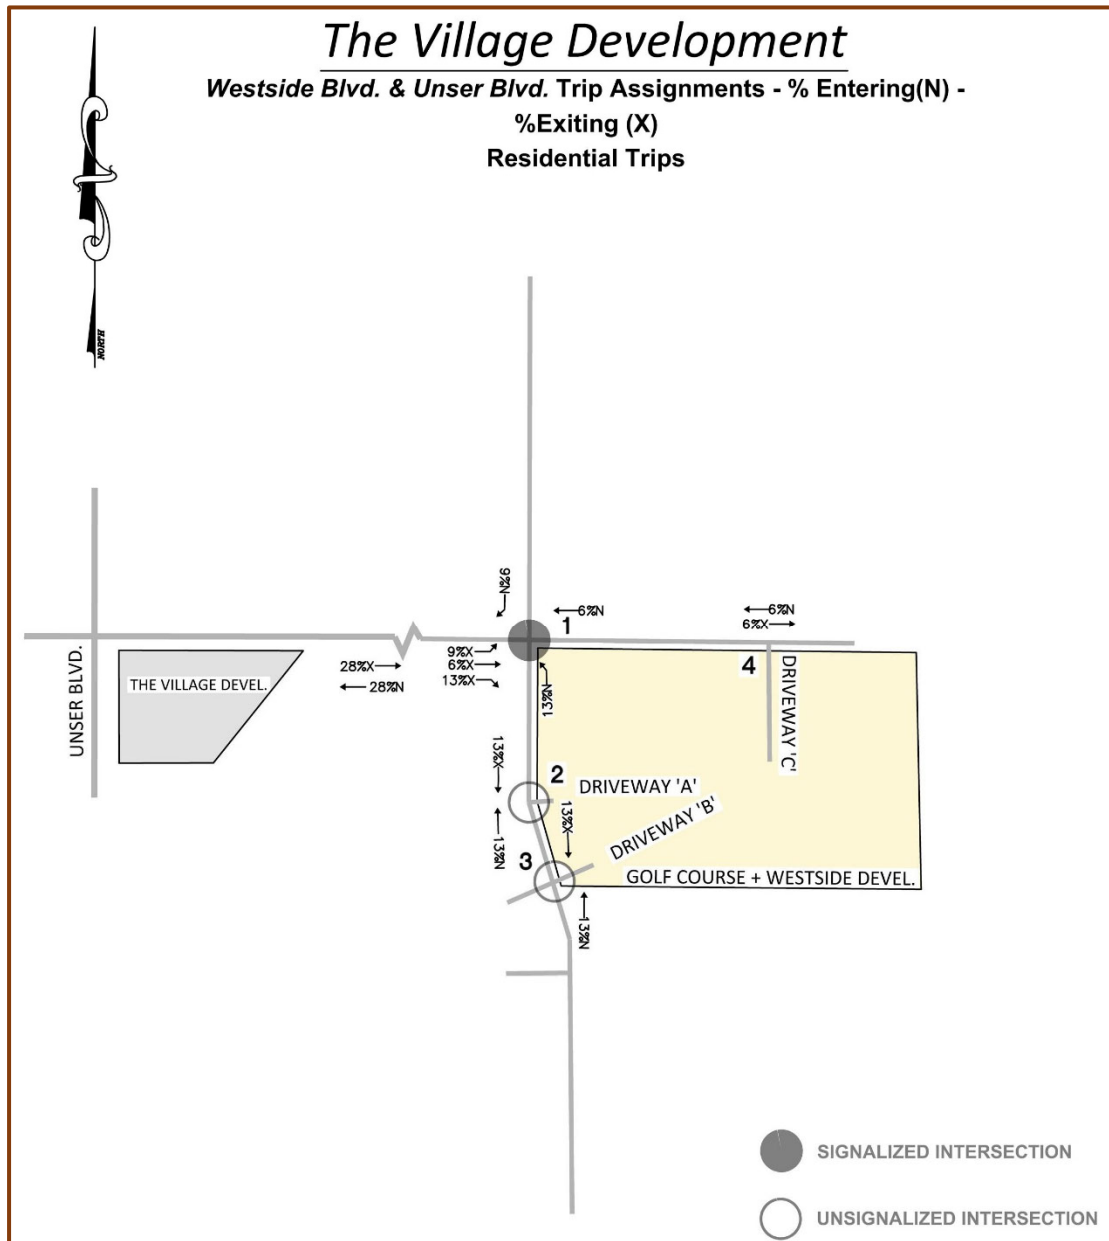 The Village Development
Westside Blvd. & Unser Blvd. Trip Assignments - % Entering(N) -
%Exiting (X)
Residential Trips
NORTH
9%N
6%N
1
6%N
6%X
9%X
6%X
13%X
28%X
28%N
13%N
4
UNSER BLVD.
THE VILLAGE DEVEL.
DRIVEWAY 'C'
13%X
2
DRIVEWAY 'A'
13%X
DRIVEWAY 'B'
13%N
3
GOLF COURSE + WESTSIDE DEVEL.
13%N
SIGNALIZED INTERSECTION
UNSIGNALIZED INTERSECTION